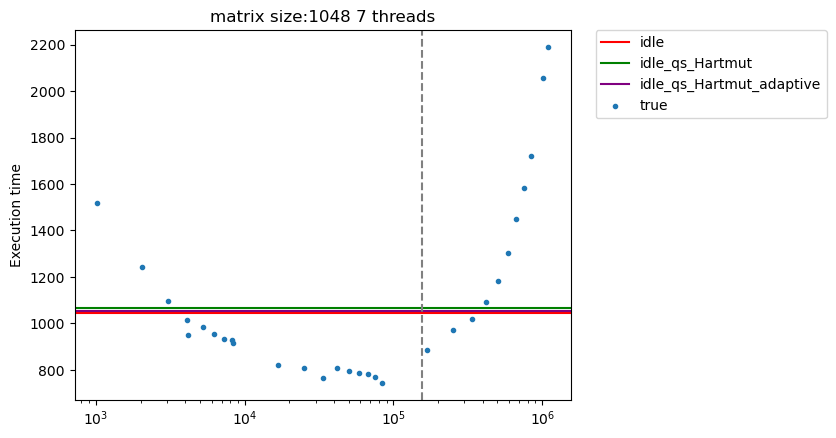 matrix size:1048 7 threads
idle
idle_qs_Hartmut
idle_qs_Hartmut_adaptive
true
Execution time
2200
2000
1800
1600
1400
1200
1000
800
10³
10⁴
10⁵
10⁶